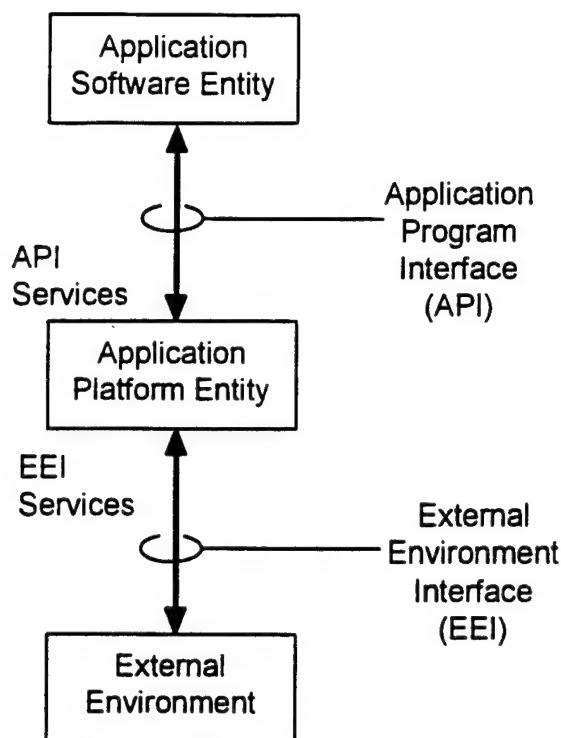 Application
Software Entity
Application
Program
Interface
(API)
API
Services
Application
Platform Entity
EEI
Services
External
Environment
Interface
(EEI)
External
Environment